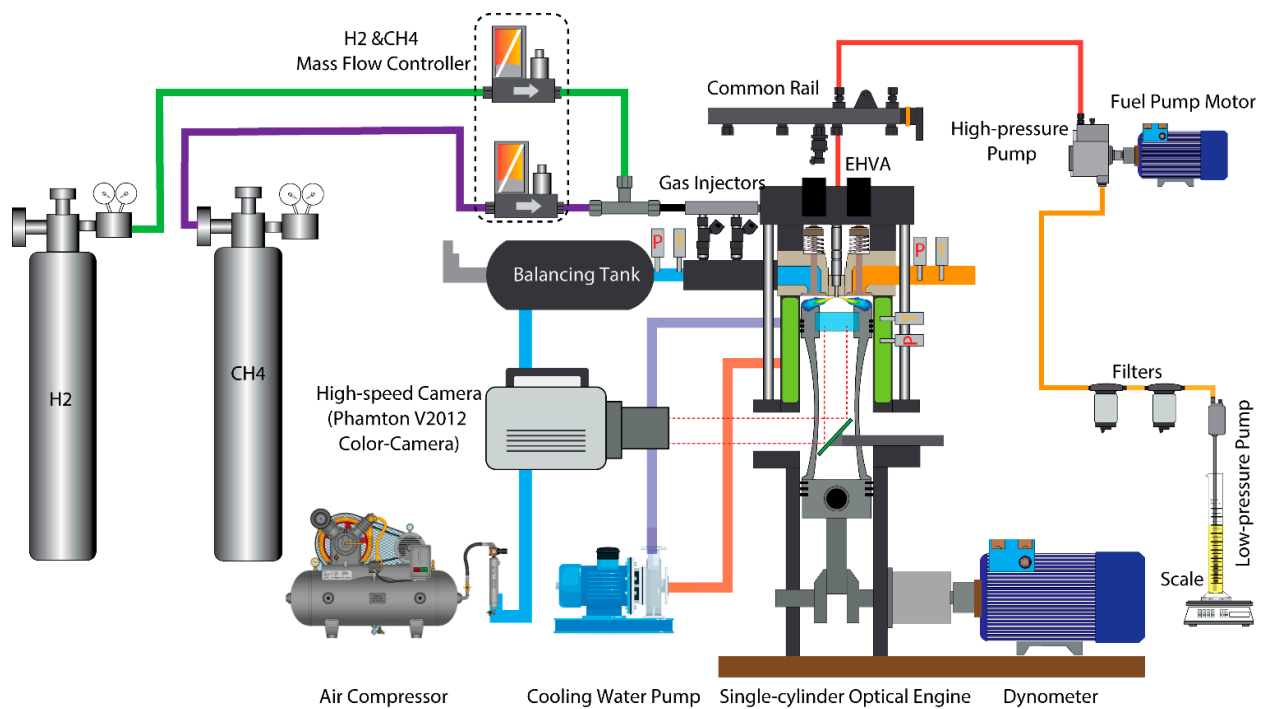 H2 &CH4
Mass Flow Controller
Common Rail
Fuel Pump Motor
High-pressure
Pump
EHVA
Gas Injectors
P T
P T
Balancing Tank
T
P
H2
CH4
High-speed Camera
(Phamton V2012
Color-Camera)
Filters
Low-pressure Pump
Scale
Air Compressor
Cooling Water Pump
Single-cylinder Optical Engine
Dynometer